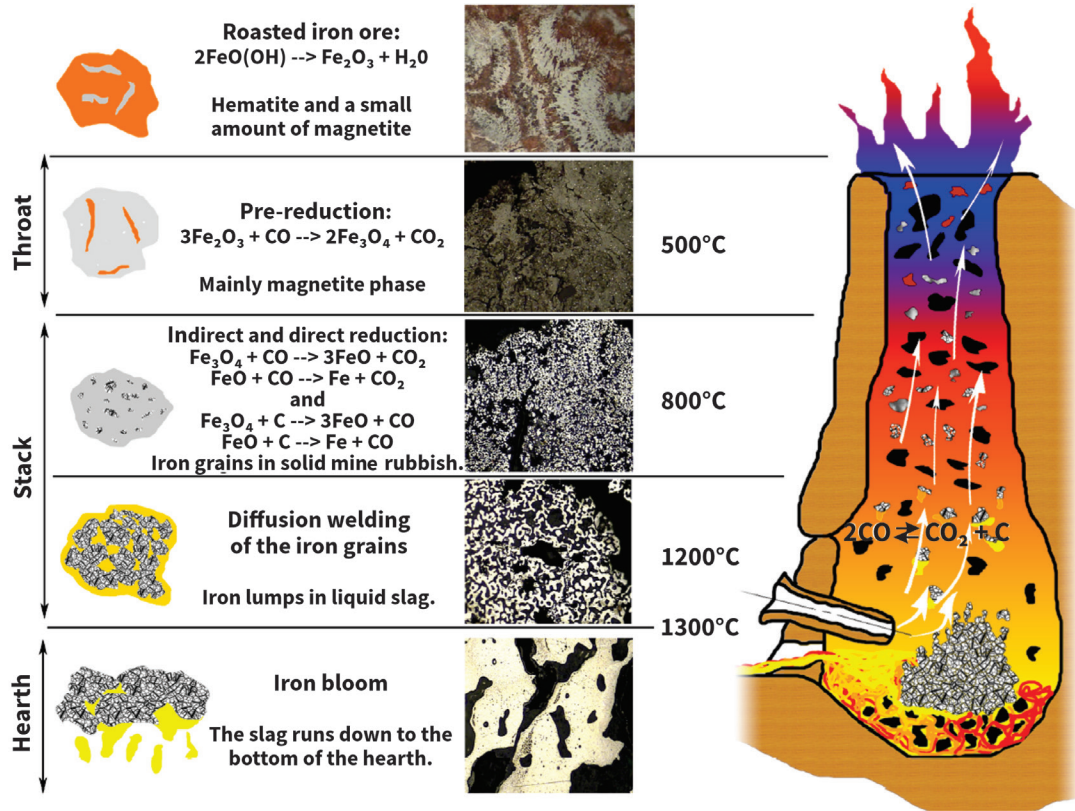 Roasted iron ore:
2FeO(OH) --> Fe₂O₃ + H₂0
Hematite and a small
amount of magnetite
Throat
Pre-reduction:
3Fe₂O₃ + CO --> 2Fe₃O₄ + CO₂
Mainly magnetite phase
500°C
Stack
Indirect and direct reduction:
Fe₃O₄ + CO --> 3FeO + CO₂
FeO + CO --> Fe + CO₂
and
Fe₃O₄ + C --> 3FeO + CO
FeO + C --> Fe + CO
Iron grains in solid mine rubbish.
800°C
Diffusion welding
of the iron grains
Iron lumps in liquid slag.
1200°C
2CO ⇌ CO₂ + C
1300°C
Hearth
Iron bloom
The slag runs down to the
bottom of the hearth.